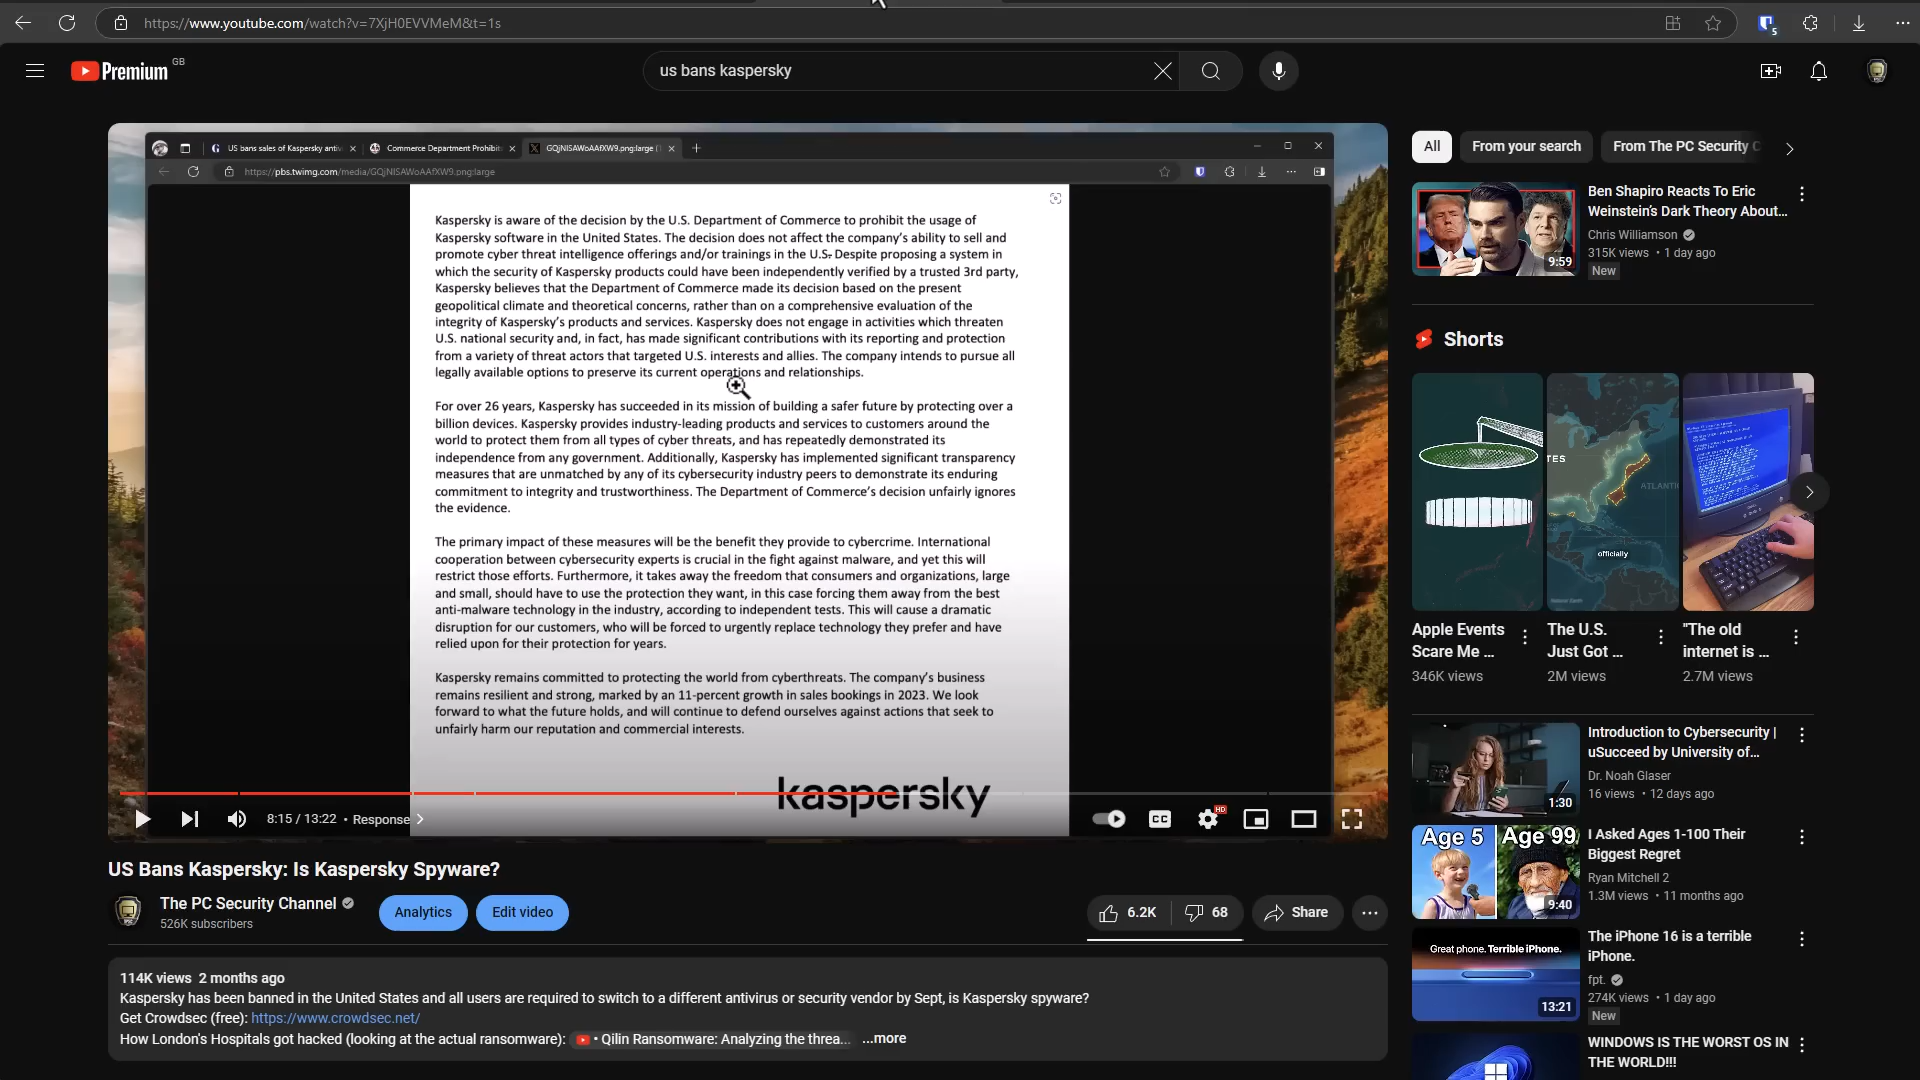 https://www.youtube.com/watch?v=7XjH0EVVMeM&t=1s
5
Premium GB
us bans kaspersky
US bans sales of Kaspersky antiv
Commerce Department Prohibit
https://pbs.twimg.com/media/GQjNISAWoAAfXW9.png:large
Kaspersky is aware of the decision by the U.S. Department of Commerce to prohibit the usage of
Kaspersky software in the United States. The decision does not affect the company's ability to sell and
promote cyber threat intelligence offerings and/or trainings in the U.S. Despite proposing a system in
which the security of Kaspersky products could have been independently verified by a trusted 3rd party,
Kaspersky believes that the Department of Commerce made its decision based on the present
geopolitical climate and theoretical concerns, rather than on a comprehensive evaluation of the
integrity of Kaspersky's products and services. Kaspersky does not engage in activities which threaten
U.S. national security and, in fact, has made significant contributions with its reporting and protection
from a variety of threat actors that targeted U.S. interests and allies. The company intends to pursue all
legally available options to preserve its current operations and relationships.
For over 26 years, Kaspersky has succeeded in its mission of building a safer future by protecting over a
billion devices. Kaspersky provides industry-leading products and services to customers around the
world to protect them from all types of cyber threats, and has repeatedly demonstrated its
independence from any government. Additionally, Kaspersky has implemented significant transparency
measures that are unmatched by any of its cybersecurity industry peers to demonstrate its enduring
commitment to integrity and trustworthiness. The Department of Commerce's decision unfairly ignores
the evidence.
The primary impact of these measures will be the benefit they provide to cybercrime. International
cooperation between cybersecurity experts is crucial in the fight against malware, and yet this will
restrict those efforts. Furthermore, it takes away the freedom that consumers and organizations, large
and small, should have to use the protection they want, in this case forcing them away from the best
anti-malware technology in the industry, according to independent tests. This will cause a dramatic
disruption for our customers, who will be forced to urgently replace technology they prefer and have
relied upon for their protection for years.
Kaspersky remains committed to protecting the world from cyberthreats. The company's business
remains resilient and strong, marked by an 11-percent growth in sales bookings in 2023. We look
forward to what the future holds, and will continue to defend ourselves against actions that seek to
unfairly harm our reputation and commercial interests.
kaspersky
8:15 / 13:22 • Response
CC
HD
US Bans Kaspersky: Is Kaspersky Spyware?
The PC Security Channel
526K subscribers
Analytics
Edit video
6.2K
68
Share
114K views 2 months ago
Kaspersky has been banned in the United States and all users are required to switch to a different antivirus or security vendor by Sept, is Kaspersky spyware?
Get Crowdsec (free): https://www.crowdsec.net/
How London's Hospitals got hacked (looking at the actual ransomware): • Qilin Ransomware: Analyzing the threa... ...more
All
From your search
From The PC Security C
Ben Shapiro Reacts To Eric
Weinstein's Dark Theory About...
Chris Williamson
315K views • 1 day ago
New
9:59
Shorts
TES
ATLANTIC
officially
Apple Events
Scare Me ...
346K views
The U.S.
Just Got ...
2M views
"The old
internet is ...
2.7M views
Introduction to Cybersecurity |
uSucceed by University of...
Dr. Noah Glaser
16 views • 12 days ago
1:30
Age 5
Age 99
9:40
I Asked Ages 1-100 Their
Biggest Regret
Ryan Mitchell 2
1.3M views • 11 months ago
Great phone. Terrible iPhone.
13:21
The iPhone 16 is a terrible
iPhone.
fpt.
274K views • 1 day ago
New
WINDOWS IS THE WORST OS IN
THE WORLD!!!